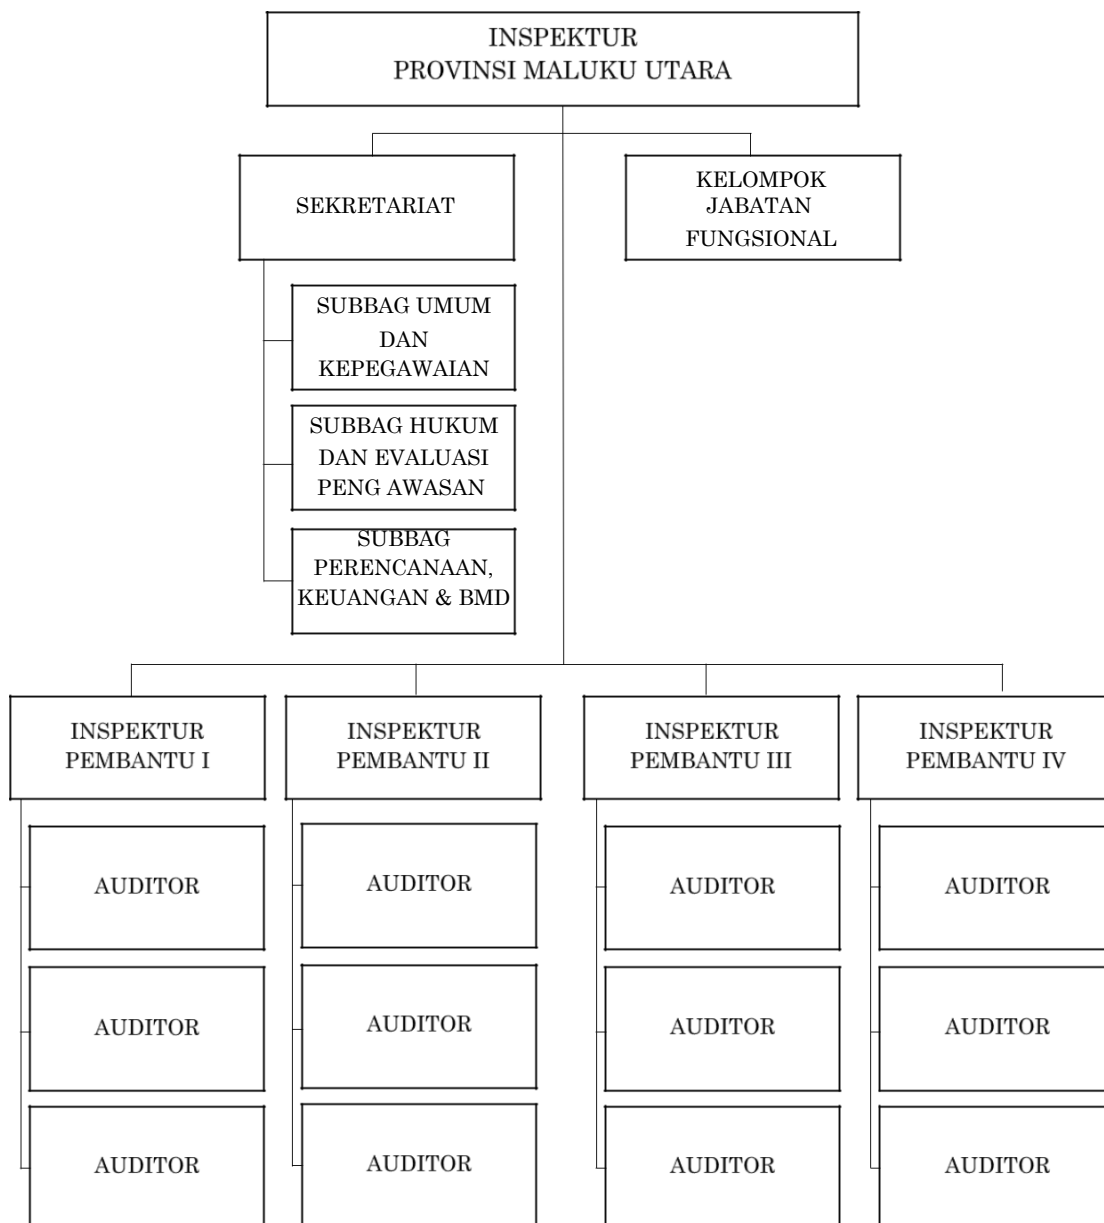 INSPEKTUR
PROVINSI MALUKU UTARA
SEKRETARIAT
KELOMPOK
JABATAN
FUNGSIONAL
SUBBAG UMUM
DAN
KEPEGAWAIAN
SUBBAG HUKUM
DAN EVALUASI
PENG AWASAN
SUBBAG
PERENCANAAN,
KEUANGAN & BMD
INSPEKTUR
PEMBANTU I
INSPEKTUR
PEMBANTU II
INSPEKTUR
PEMBANTU III
INSPEKTUR
PEMBANTU IV
AUDITOR
AUDITOR
AUDITOR
AUDITOR
AUDITOR
AUDITOR
AUDITOR
AUDITOR
AUDITOR
AUDITOR
AUDITOR
AUDITOR